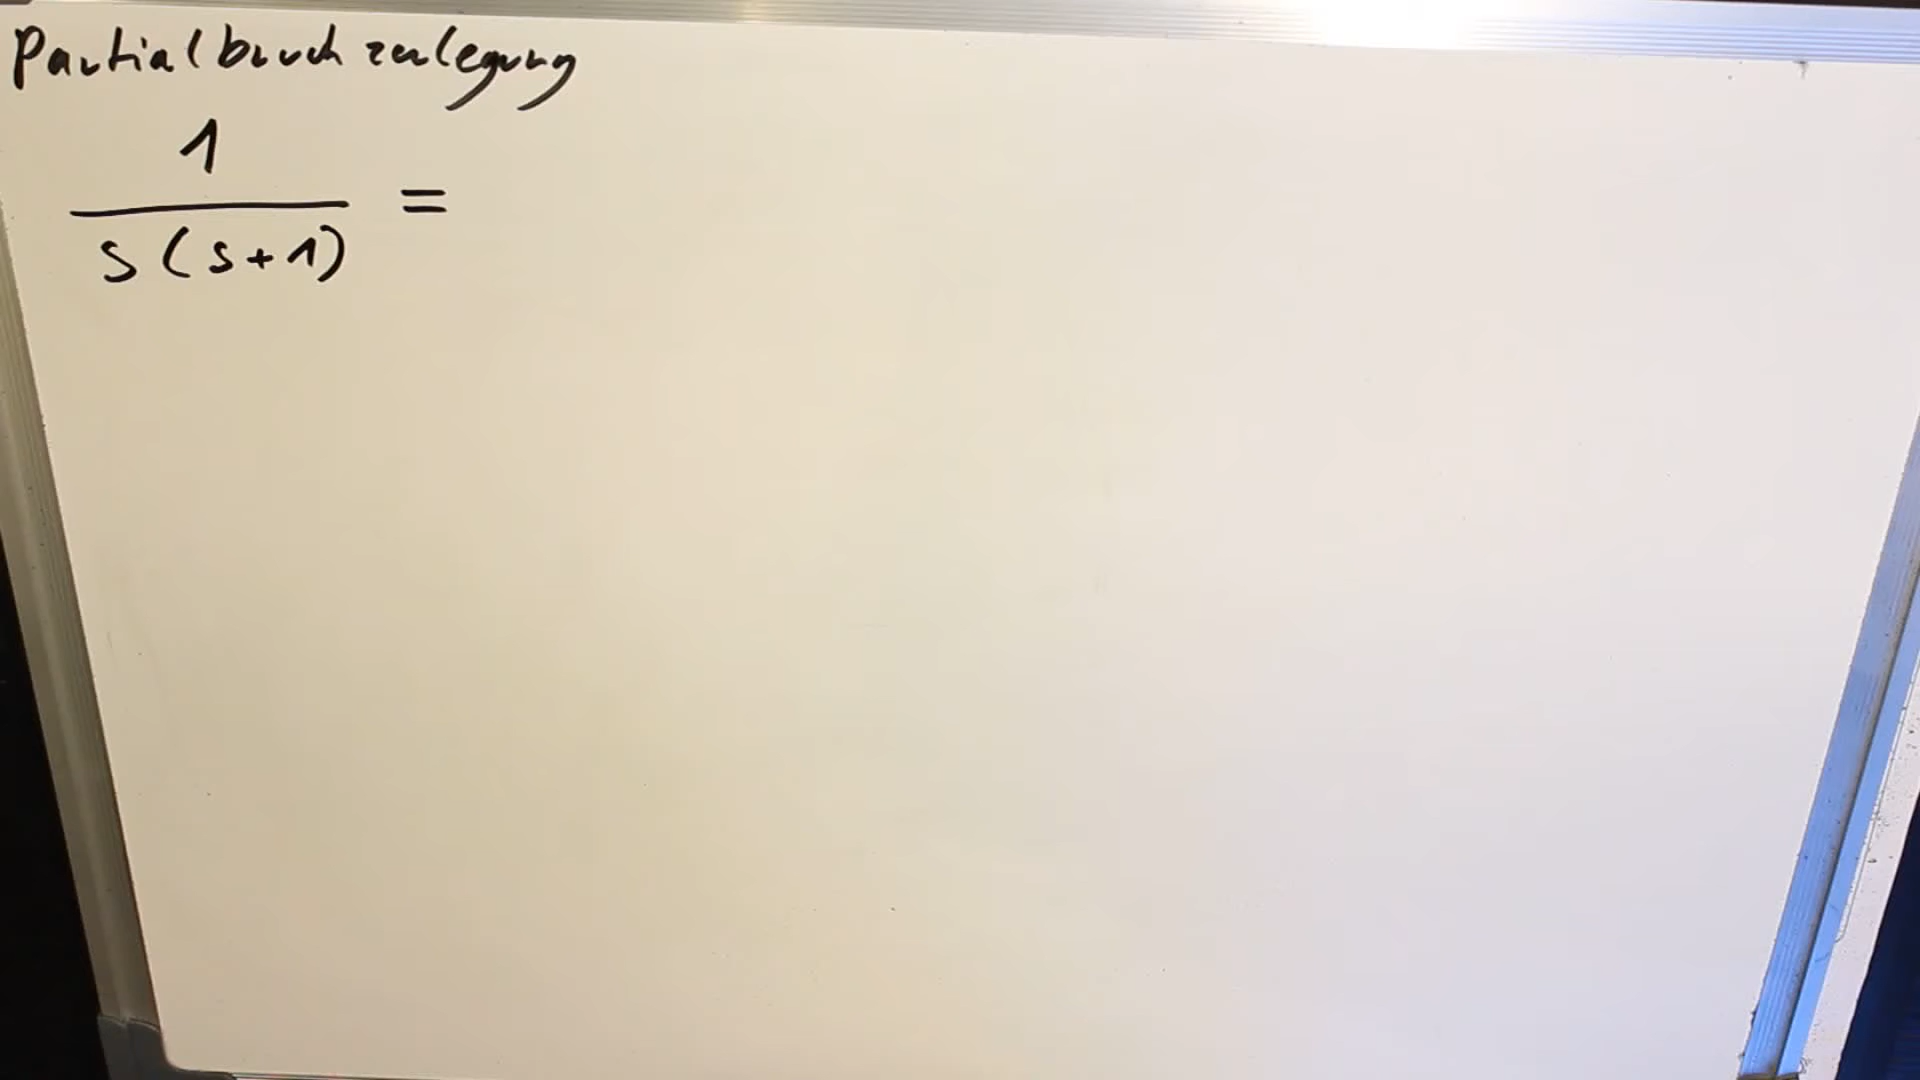 Partialbruchzerlegung
1
s(s+1) =